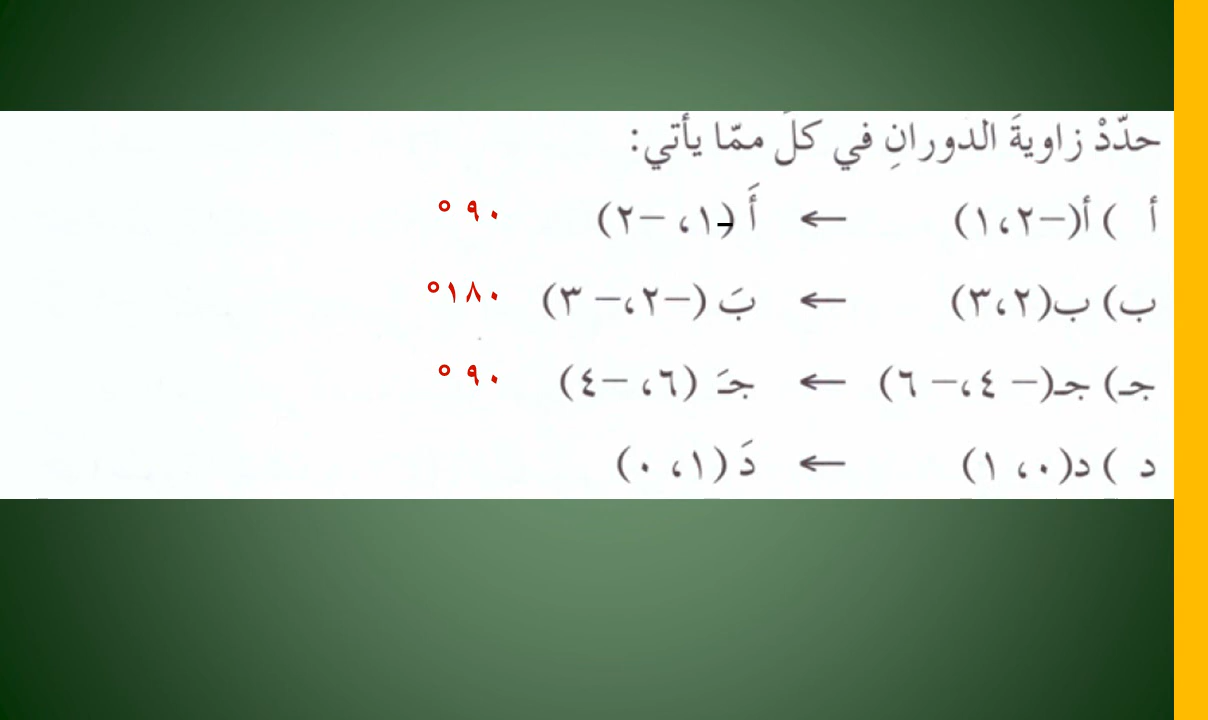 حدّدْ زاويةَ الدورانِ في كلّ ممّا يأتي:
أ ) أ(−٢،١) ← أَ (−١، −٢) ٩٠°
ب) ب(٣،٢) ← بَ (−٢،− ٣) ١٨٠°
جـ) جـ(− ٤،− ٦) ← جـَ (٦، −٤) ٩٠°
د ) د(٠، ١) ← دَ (١، ٠)